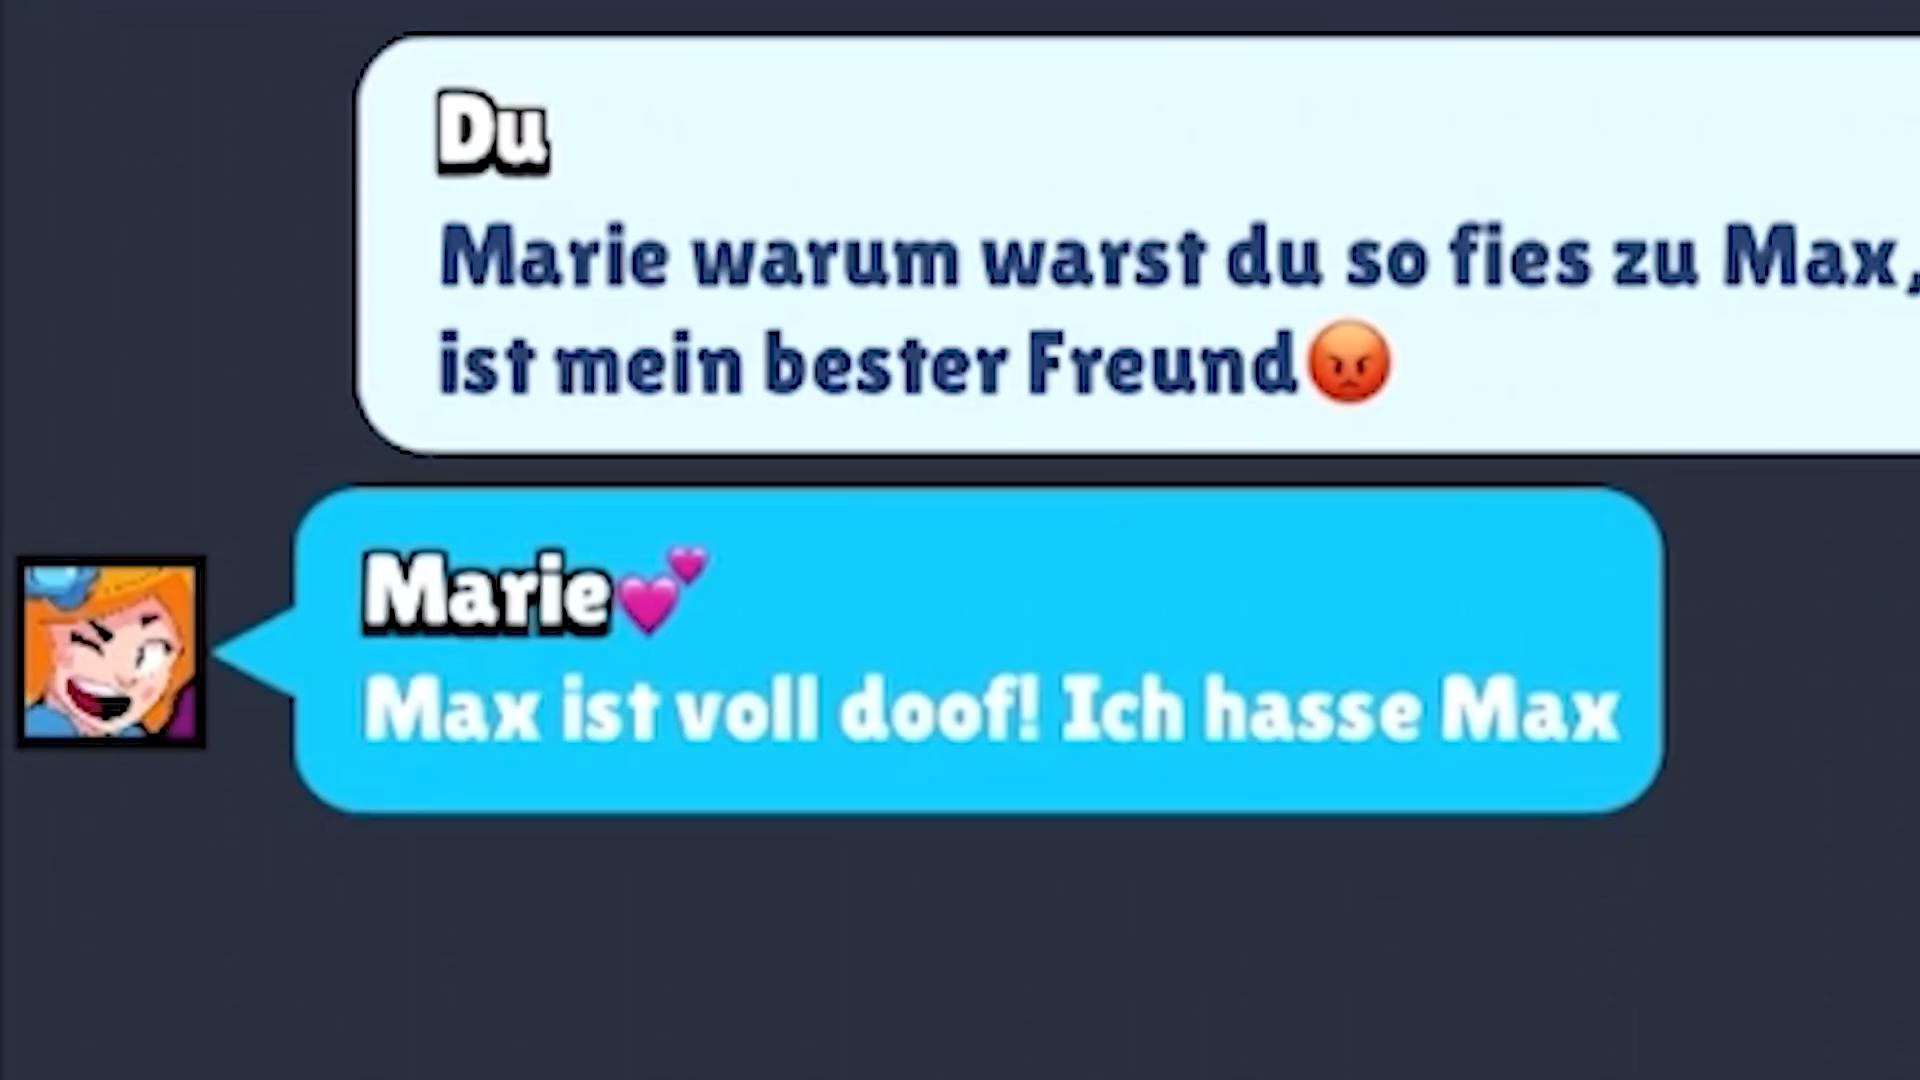 Du
Marie warum warst du so fies zu Max,
ist mein bester Freund😡
Marie💕
Max ist voll doof! Ich hasse Max